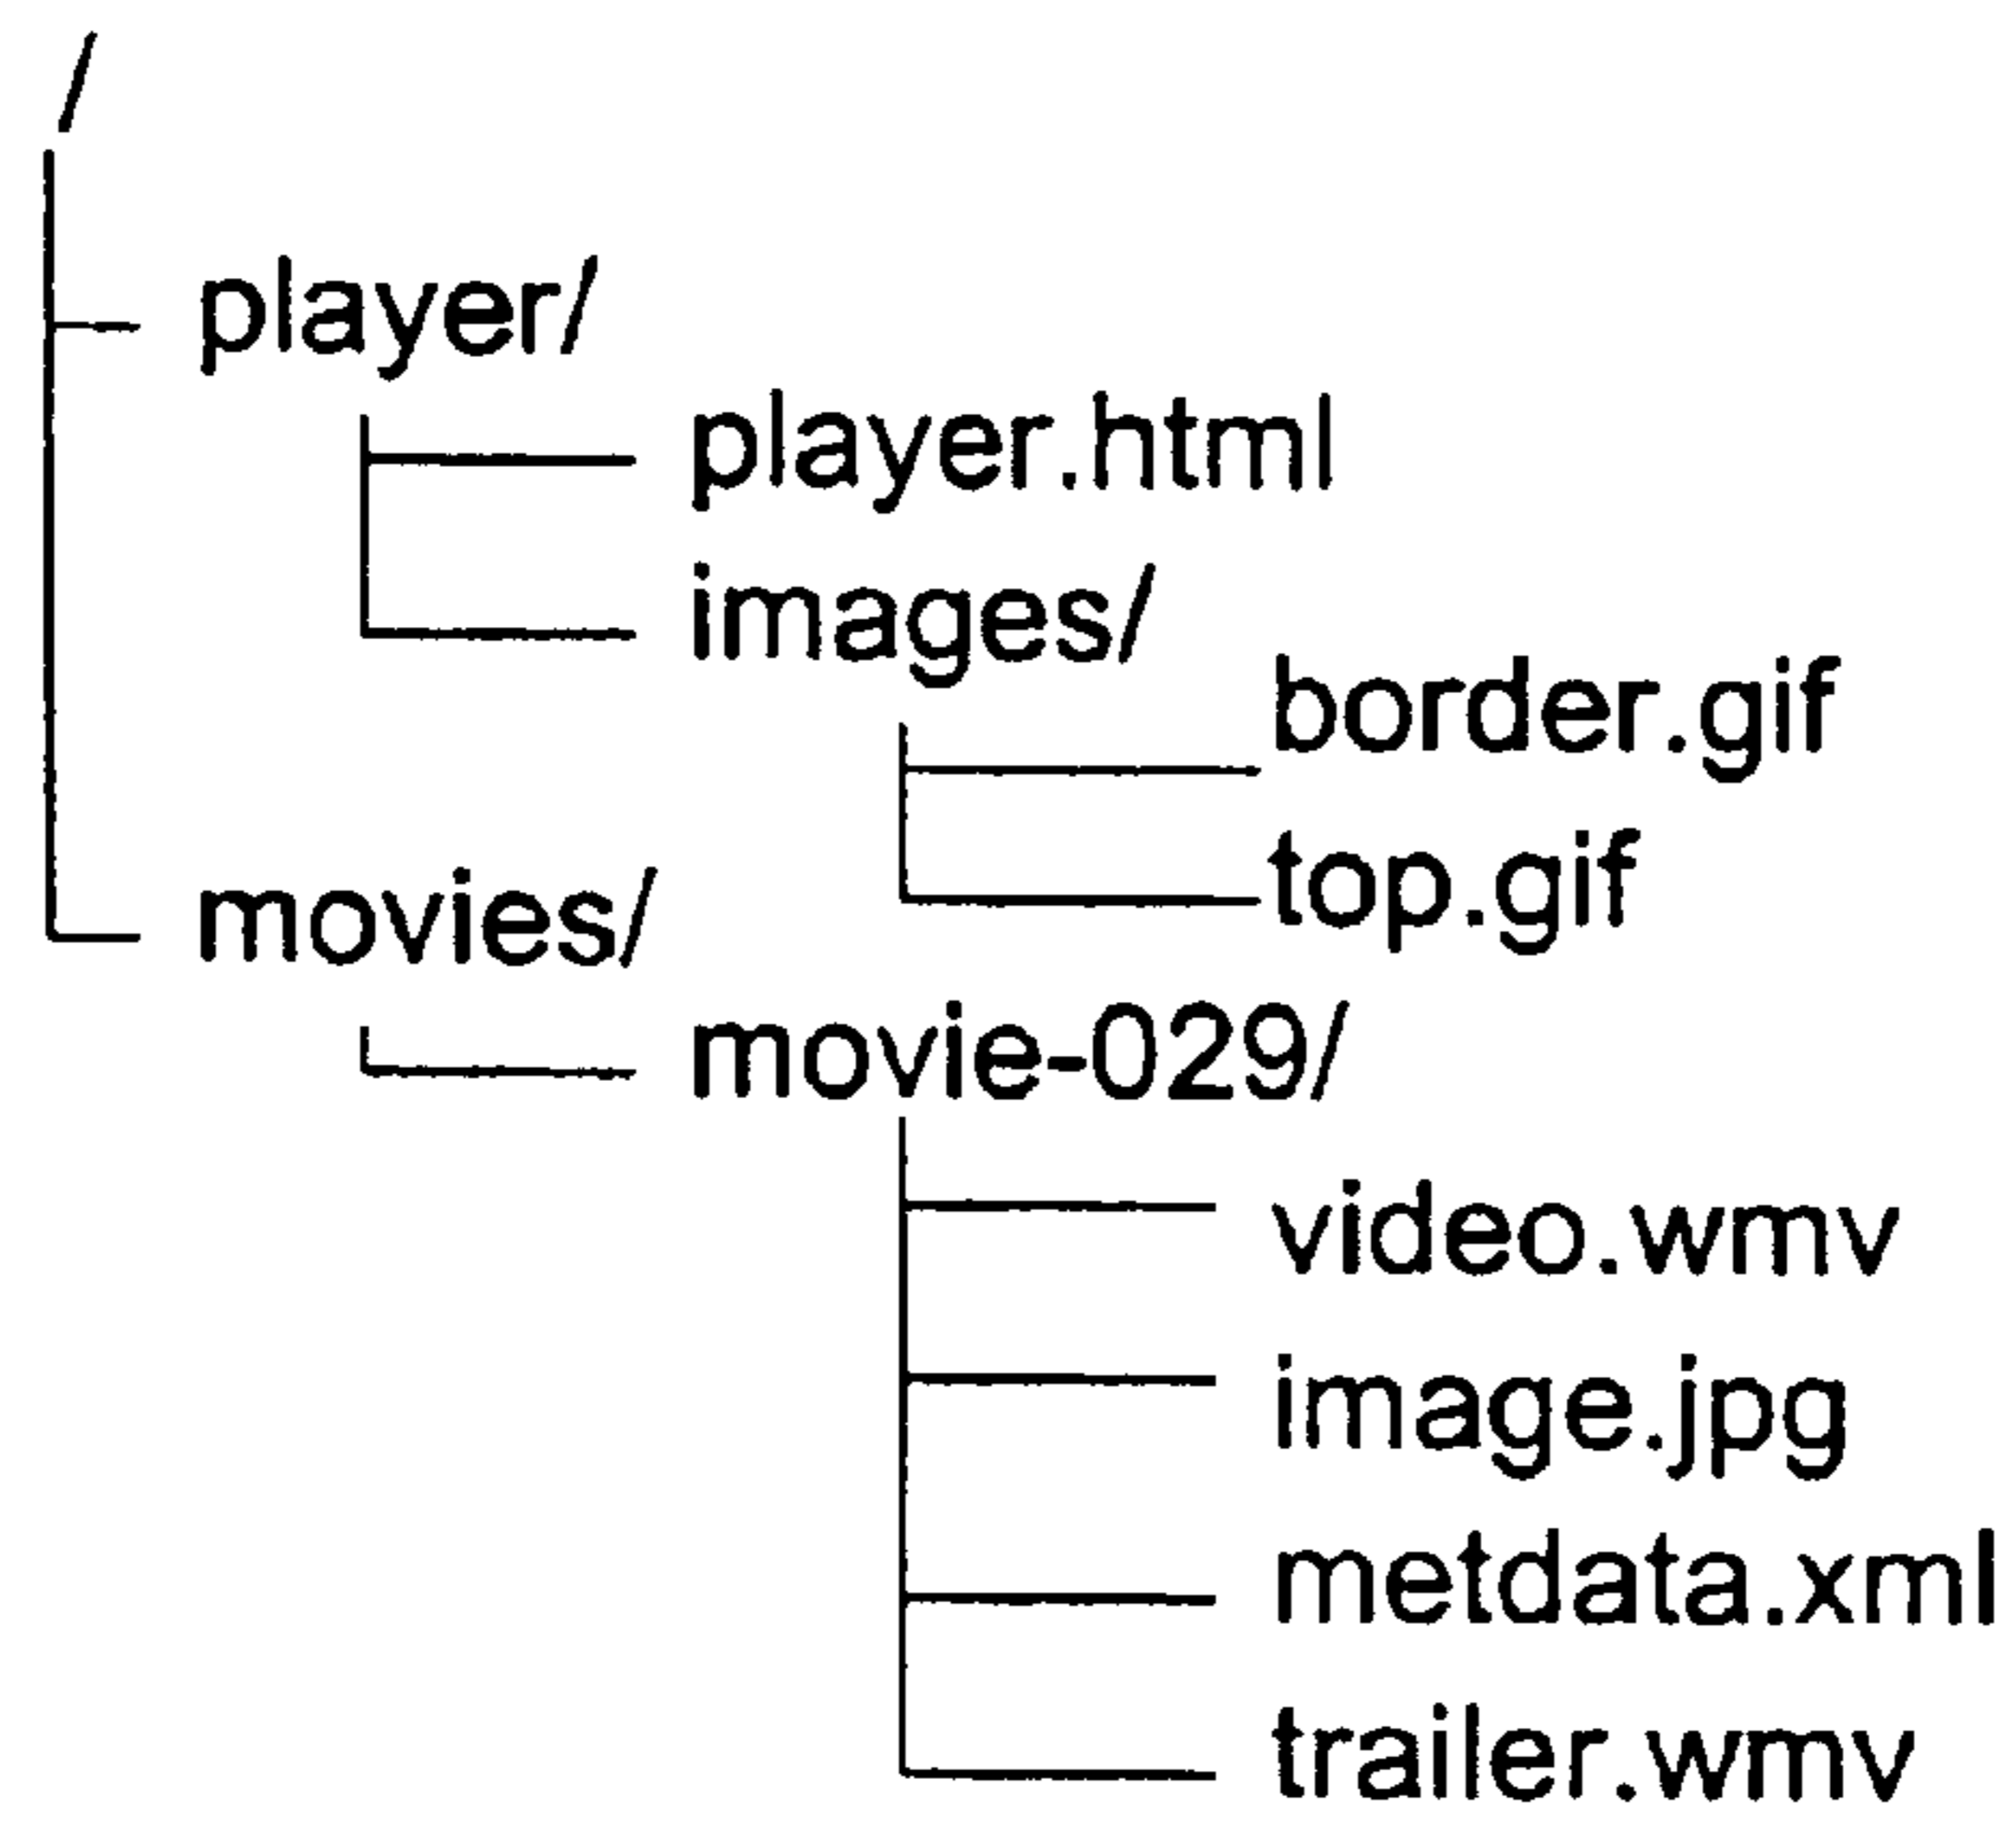 /
player/
player.html
images/
border.gif
top.gif
movies/
movie-029/
video.wmv
image.jpg
metdata.xml
trailer.wmv